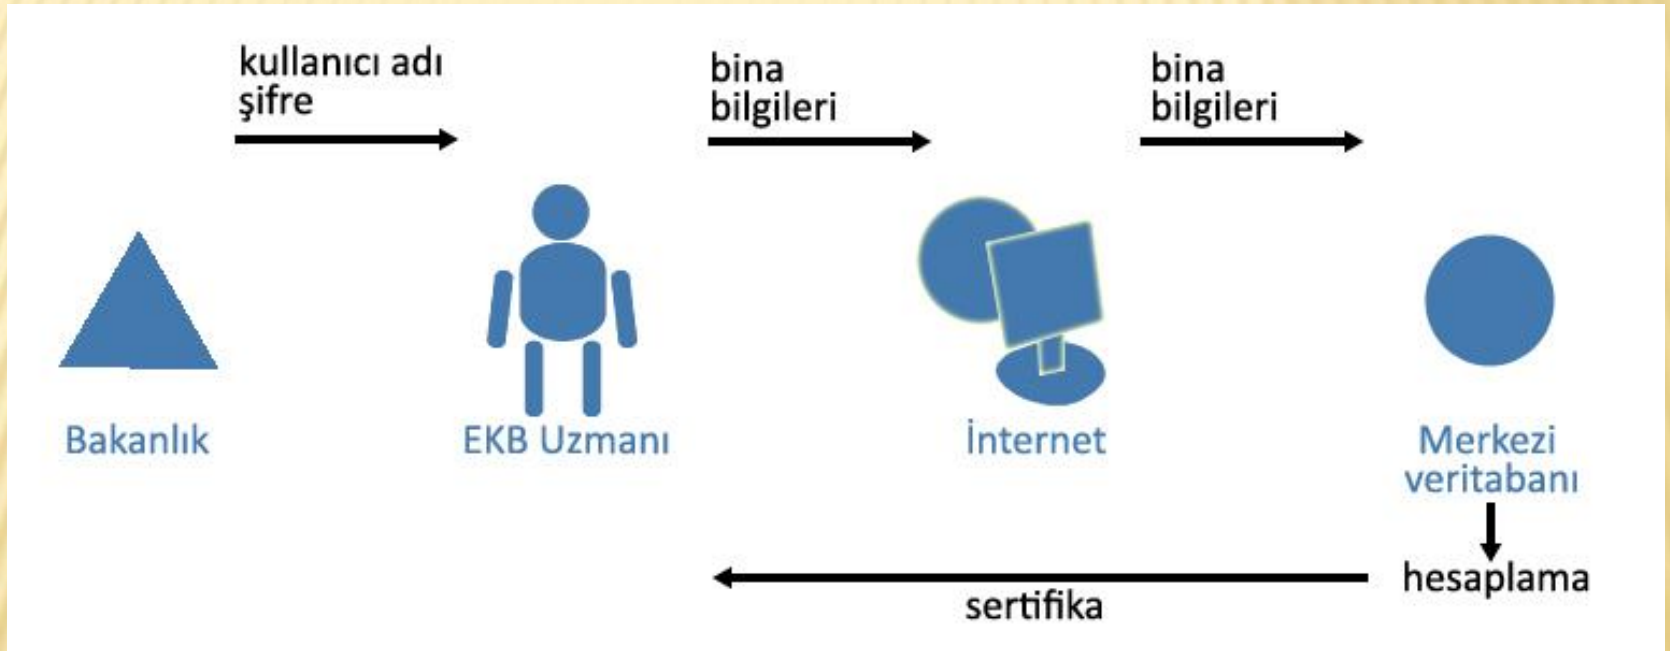 kullanıcı adı
şifre
bina
bilgileri
bina
bilgileri
Bakanlık
EKB Uzmanı
İnternet
Merkezi
veritabanı
hesaplama
sertifika